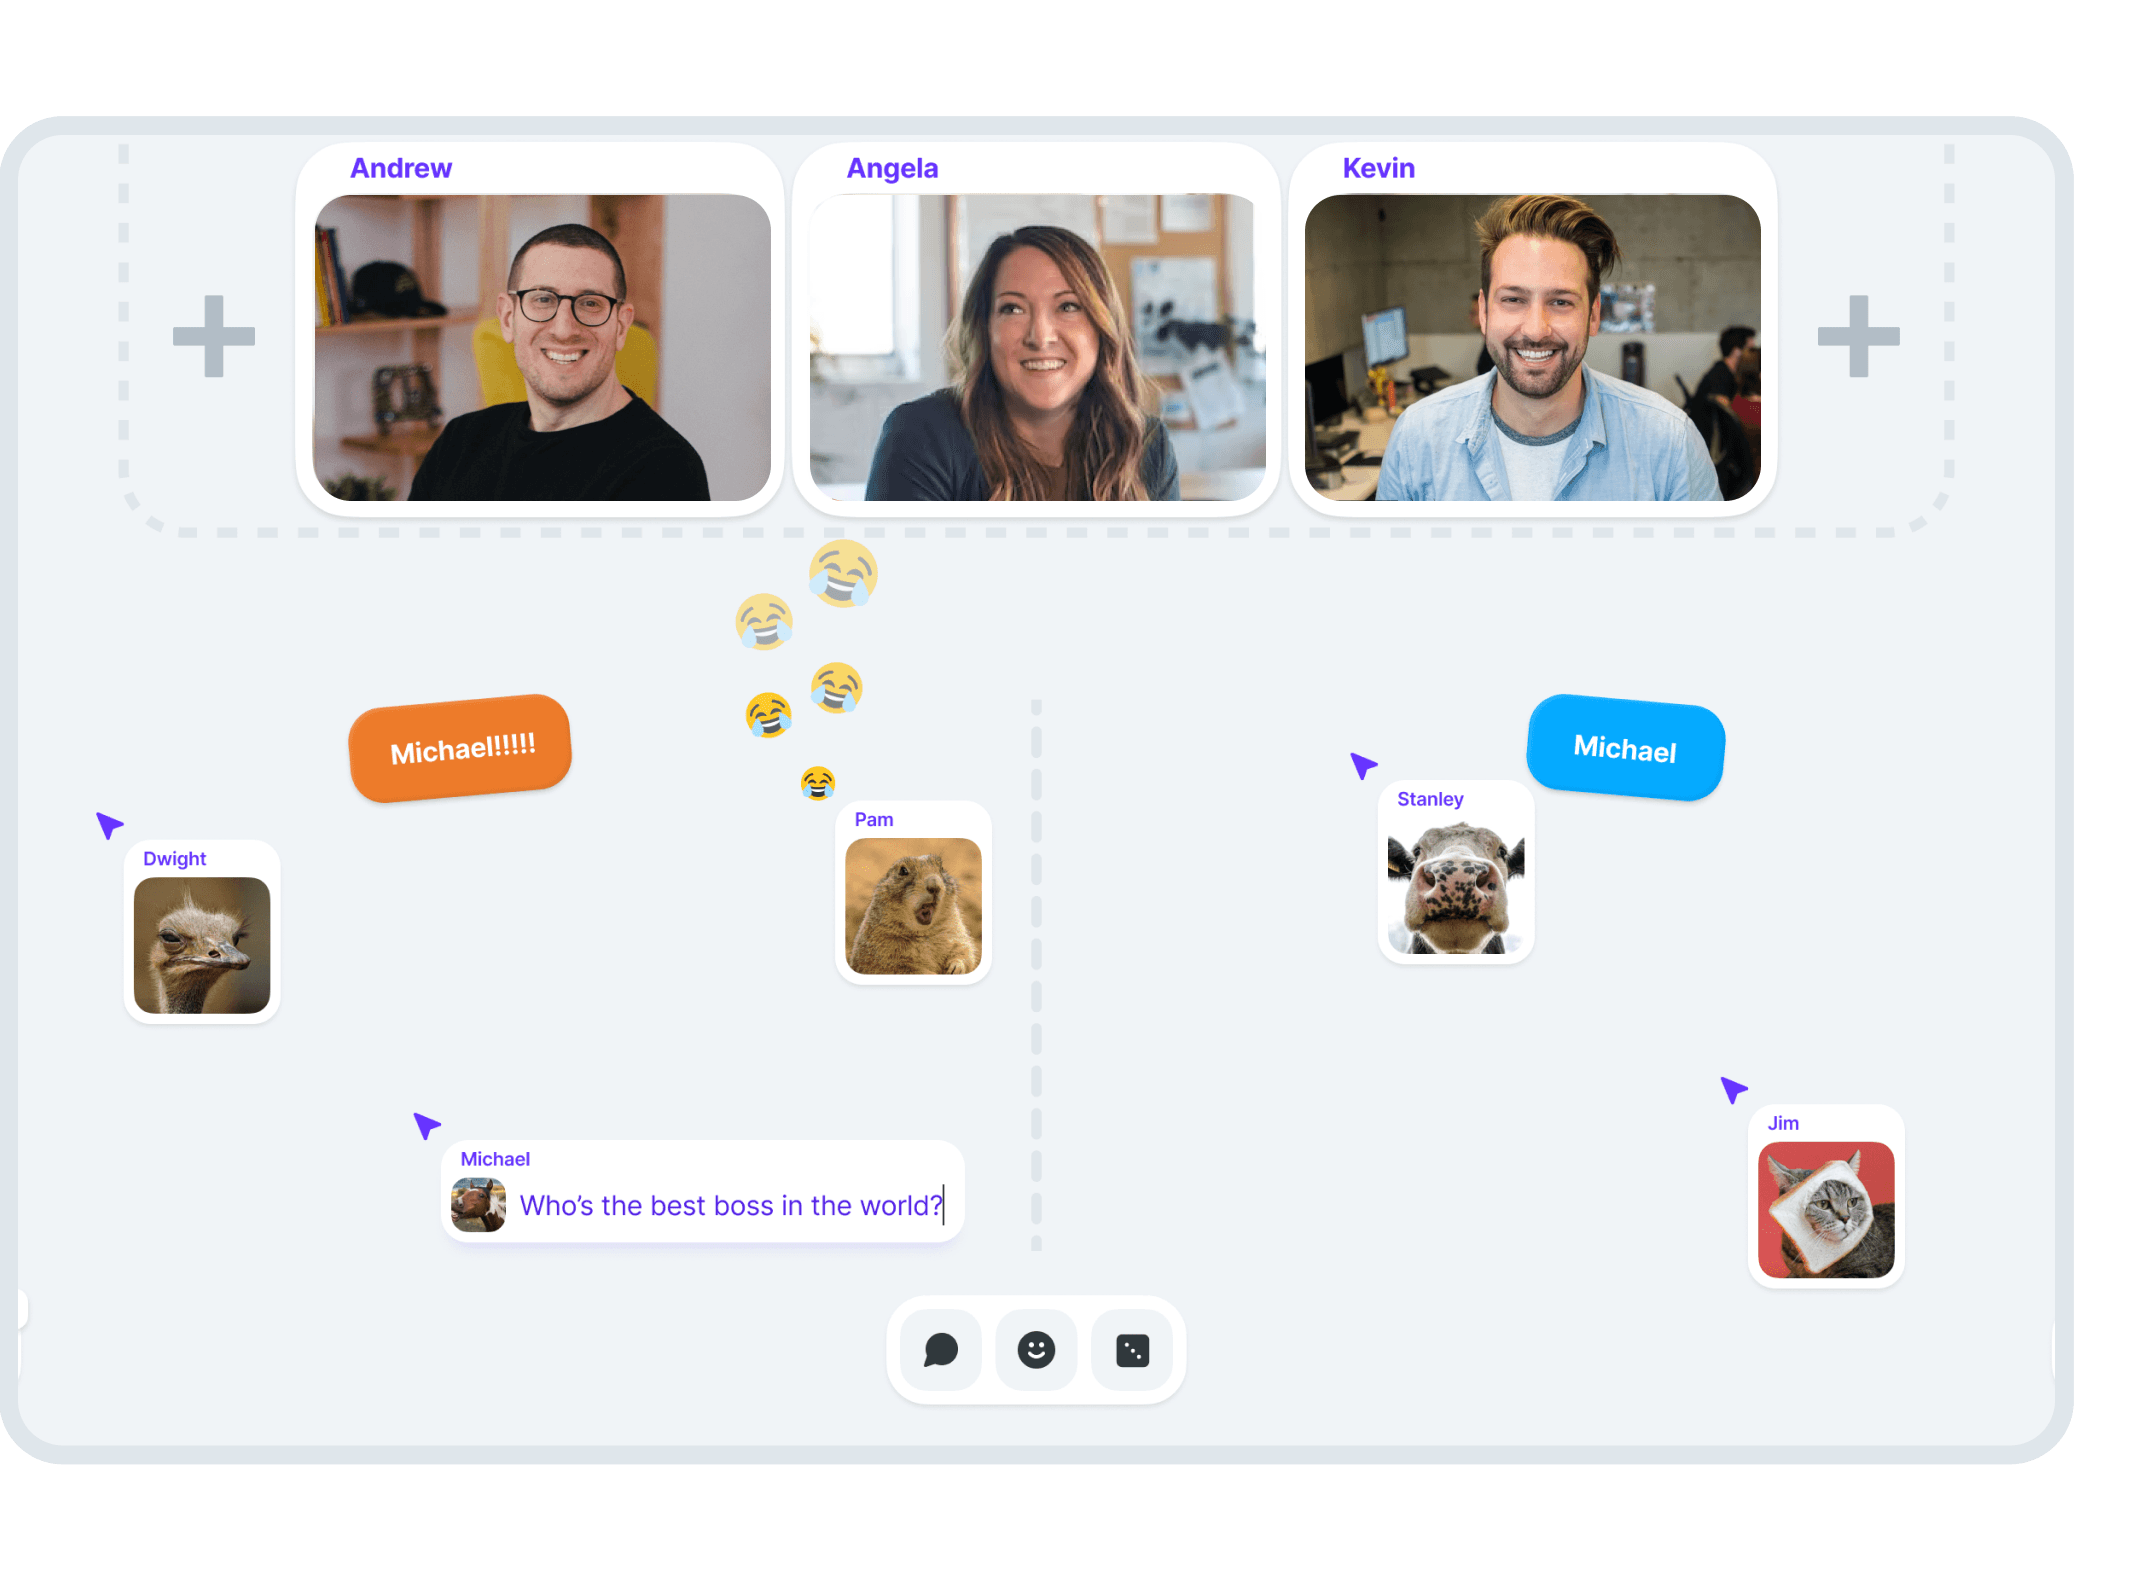 Andrew
Angela
Kevin
Michael!!!!!
Michael
Stanley
Pam
Dwight
Jim
Michael
Who’s the best boss in the world?